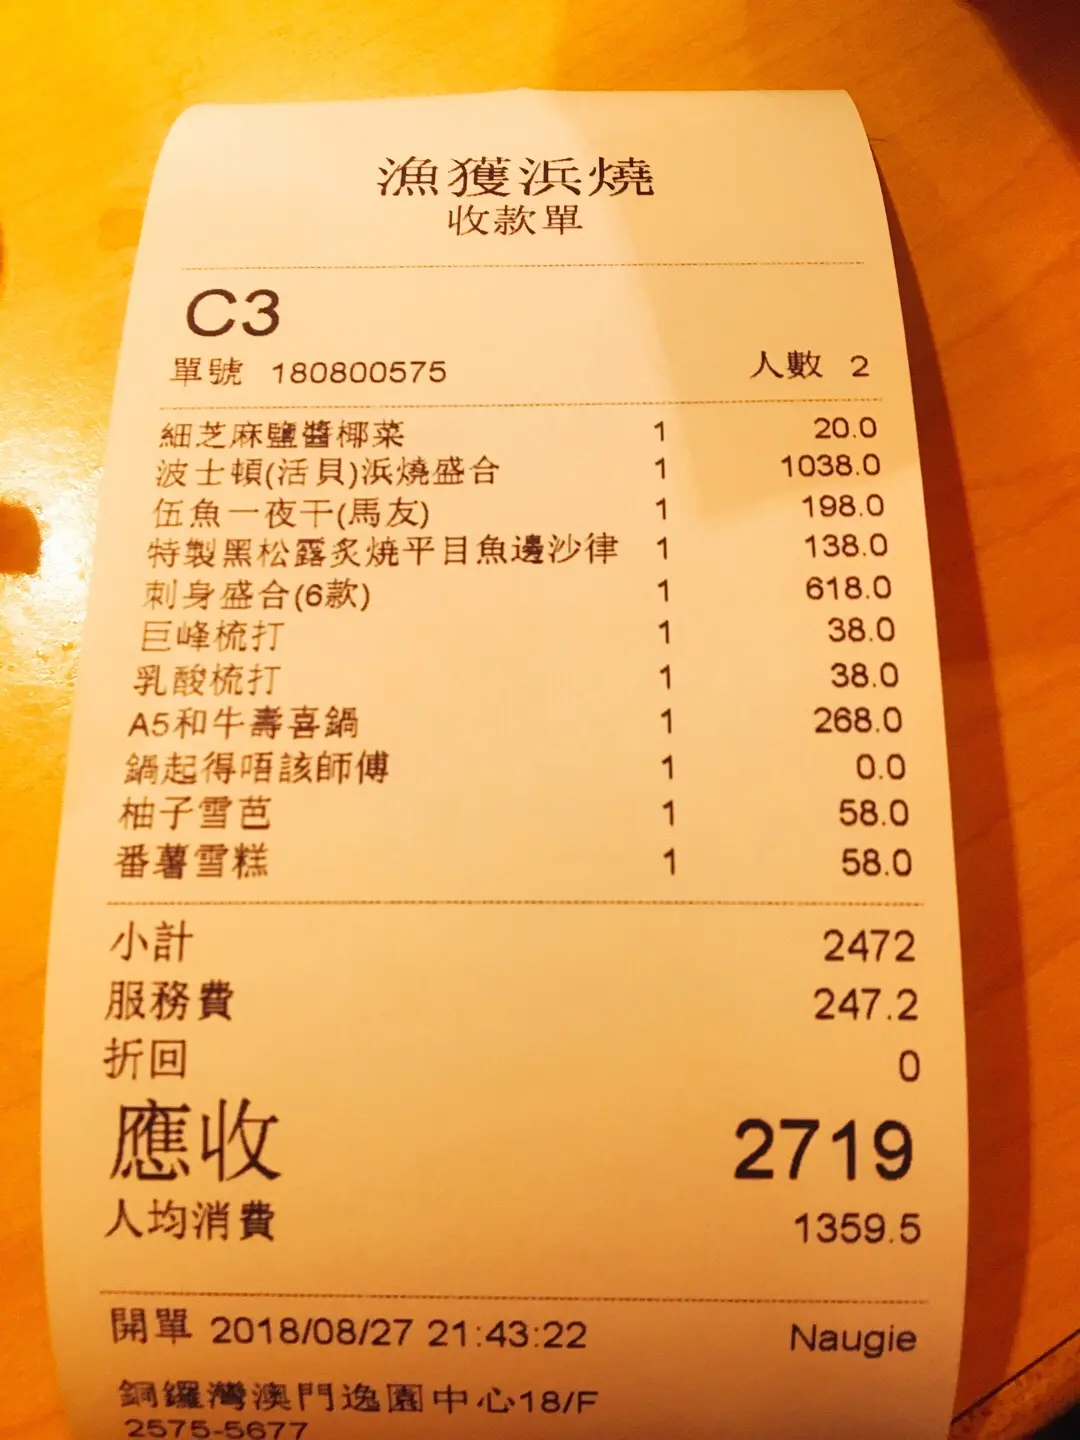 漁獲浜燒
收款單
C3
單號 180800575 人數 2
細芝麻鹽醬椰菜 1 20.0
波士頓(活貝)浜燒盛合 1 1038.0
伍魚一夜干(馬友) 1 198.0
特製黑松露炙燒平目魚邊沙律 1 138.0
刺身盛合(6款) 1 618.0
巨峰梳打 1 38.0
乳酸梳打 1 38.0
A5和牛壽喜鍋 1 268.0
鍋起得唔該師傅 1 0.0
柚子雪芭 1 58.0
番薯雪糕 1 58.0
小計 2472
服務費 247.2
折回 0
應收 2719
人均消費 1359.5
開單 2018/08/27 21:43:22 Naugie
銅鑼灣澳門逸園中心18/F
2575-5677